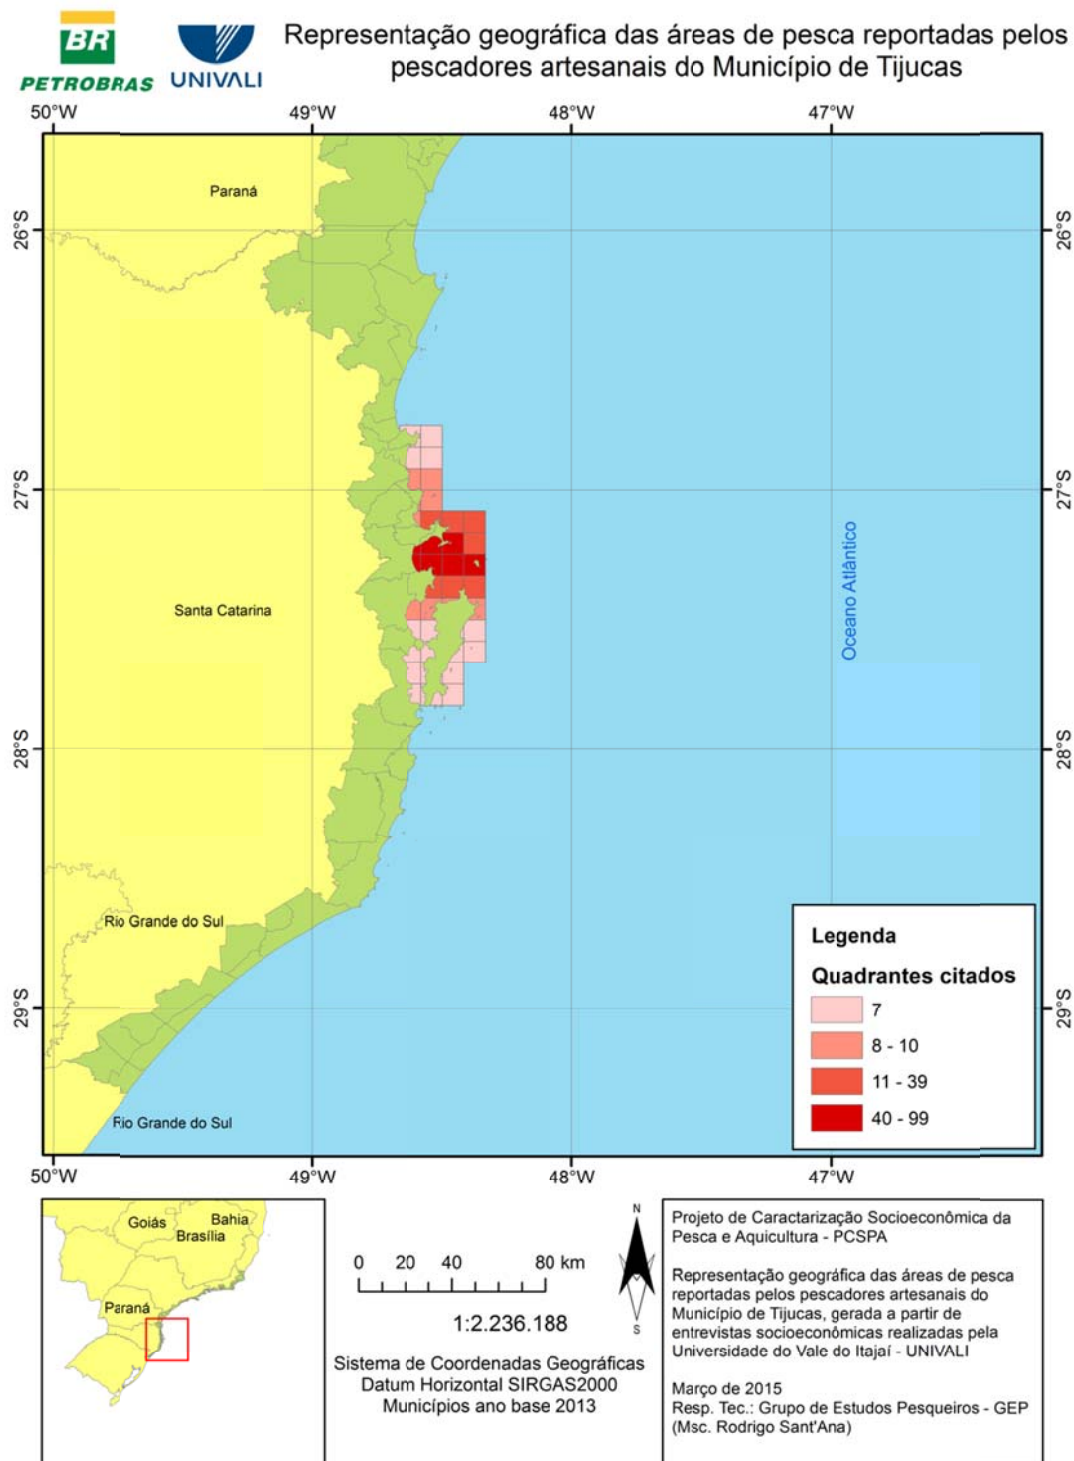 BR
PETROBRAS
UNIVALI
Representação geográfica das áreas de pesca reportadas pelos
pescadores artesanais do Município de Tijucas
50°W 49°W 48°W 47°W
26°S 26°S
27°S 27°S
28°S 28°S
29°S 29°S
Paraná
Santa Catarina
Oceano Atlântico
Rio Grande do Sul
Rio Grande do Sul
Legenda
Quadrantes citados
7
8 - 10
11 - 39
40 - 99
50°W 49°W 48°W 47°W
Goiás
Bahia
Brasília
Paraná
0 20 40 80 km
1:2.236.188
N
S
Sistema de Coordenadas Geográficas
Datum Horizontal SIRGAS2000
Municípios ano base 2013
Projeto de Caractarização Socioeconômica da
Pesca e Aquicultura - PCSPA
Representação geográfica das áreas de pesca
reportadas pelos pescadores artesanais do
Município de Tijucas, gerada a partir de
entrevistas socioeconômicas realizadas pela
Universidade do Vale do Itajaí - UNIVALI
Março de 2015
Resp. Tec.: Grupo de Estudos Pesqueiros - GEP
(Msc. Rodrigo Sant'Ana)